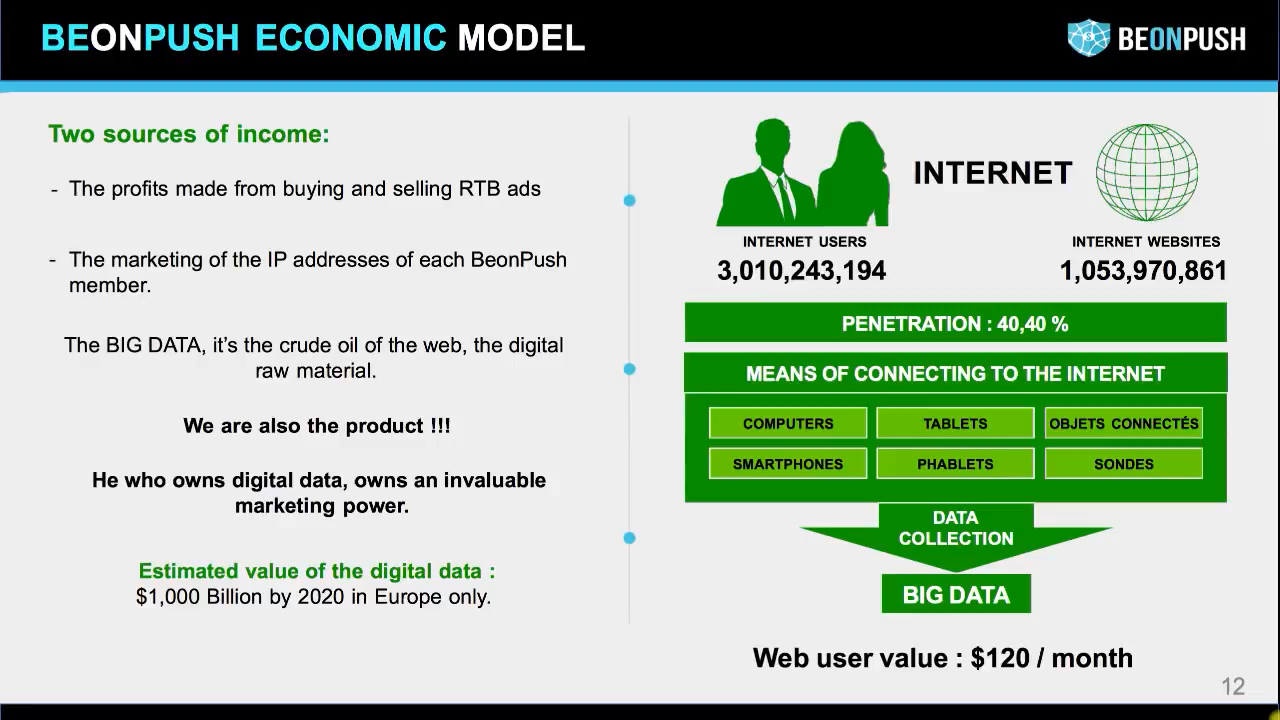 BEONPUSH ECONOMIC MODEL
BEONPUSH
Two sources of income:
- The profits made from buying and selling RTB ads
- The marketing of the IP addresses of each BeonPush
member.
The BIG DATA, it's the crude oil of the web, the digital
raw material.
We are also the product !!!
He who owns digital data, owns an invaluable
marketing power.
Estimated value of the digital data :
$1,000 Billion by 2020 in Europe only.
INTERNET
INTERNET USERS
3,010,243,194
INTERNET WEBSITES
1,053,970,861
PENETRATION : 40,40 %
MEANS OF CONNECTING TO THE INTERNET
COMPUTERS
TABLETS
OBJETS CONNECTÉS
SMARTPHONES
PHABLETS
SONDES
DATA
COLLECTION
BIG DATA
Web user value : $120 / month
12